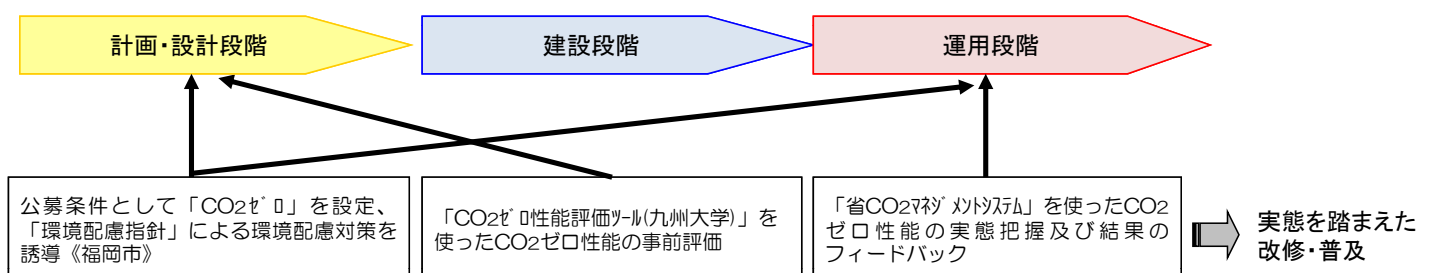 計画・設計段階
建設段階
運用段階
公募条件として「CO2ｾﾞﾛ」を設定、
「環境配慮指針」による環境配慮対策を
誘導《福岡市》
「CO2ｾﾞﾛ性能評価ﾂｰﾙ(九州大学)」を
使ったCO2ゼロ性能の事前評価
「省CO2ﾏﾈｼﾞﾒﾝﾄｼｽﾃﾑ」を使ったCO2
ゼロ性能の実態把握及び結果の
フィードバック
実態を踏まえた
改修・普及